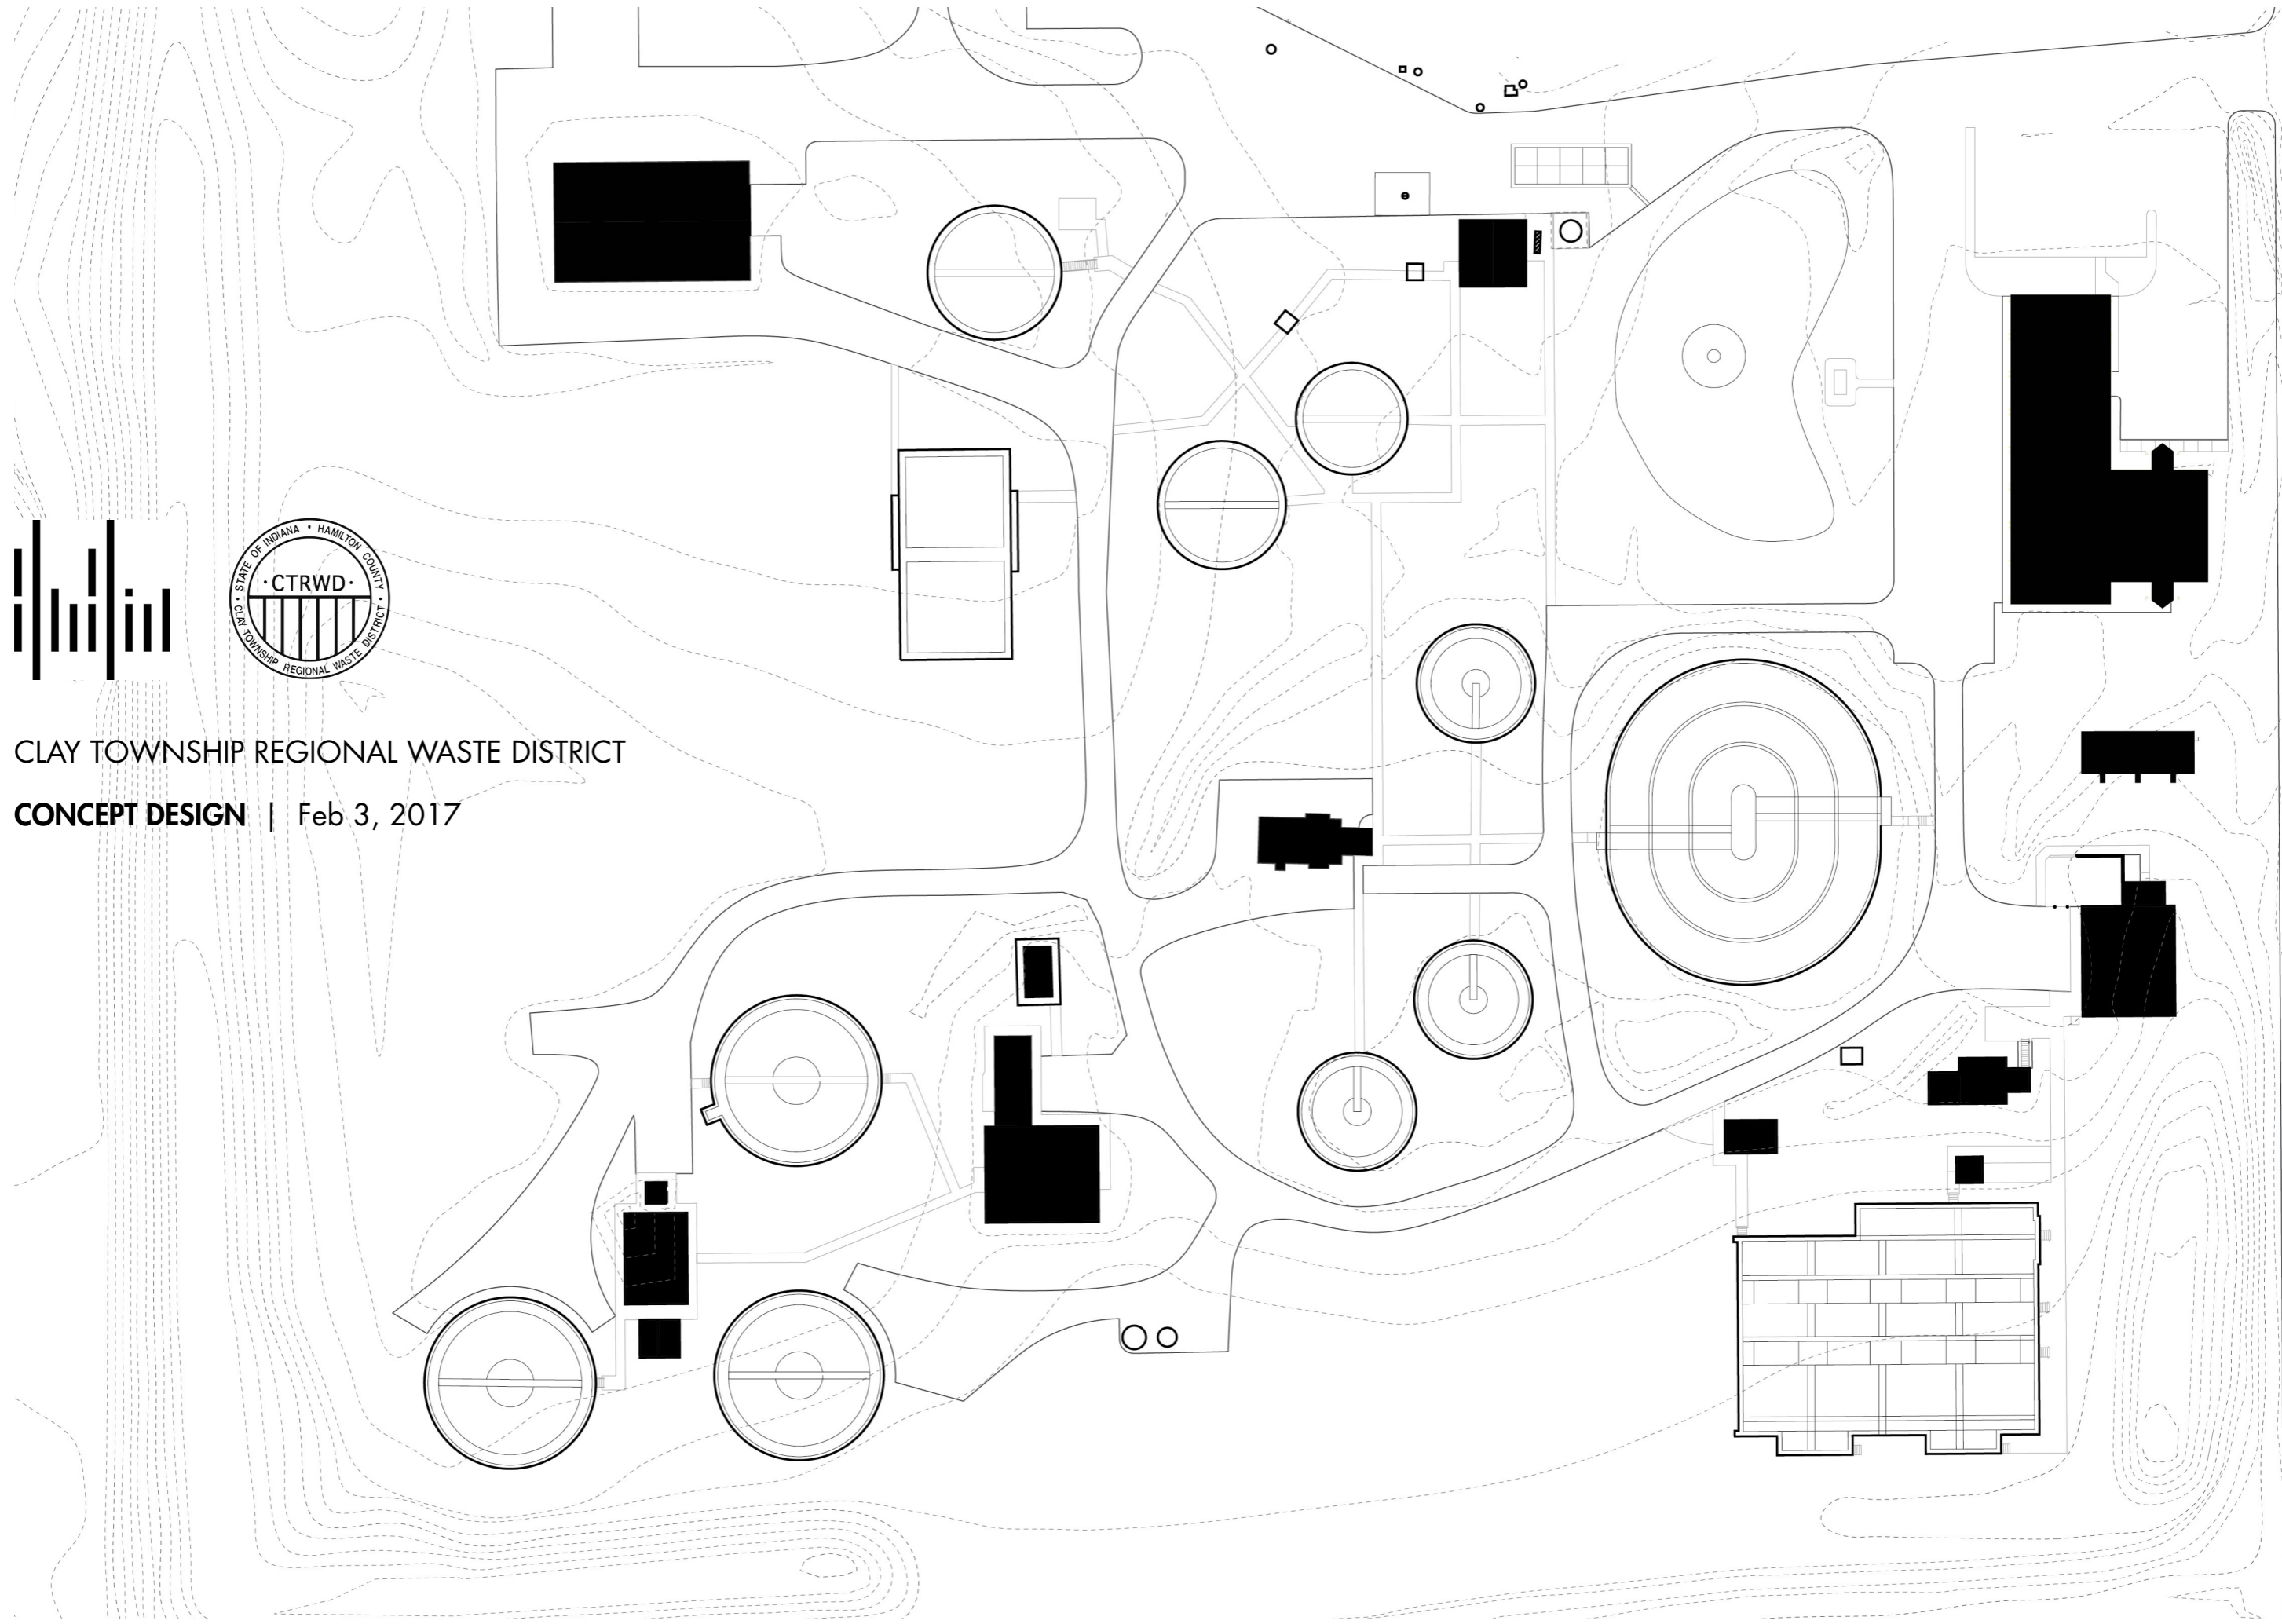 STATE OF INDIANA • HAMILTON COUNTY •
CLAY TOWNSHIP REGIONAL WASTE DISTRICT
·CTRWD·
CLAY TOWNSHIP REGIONAL WASTE DISTRICT
CONCEPT DESIGN | Feb 3, 2017